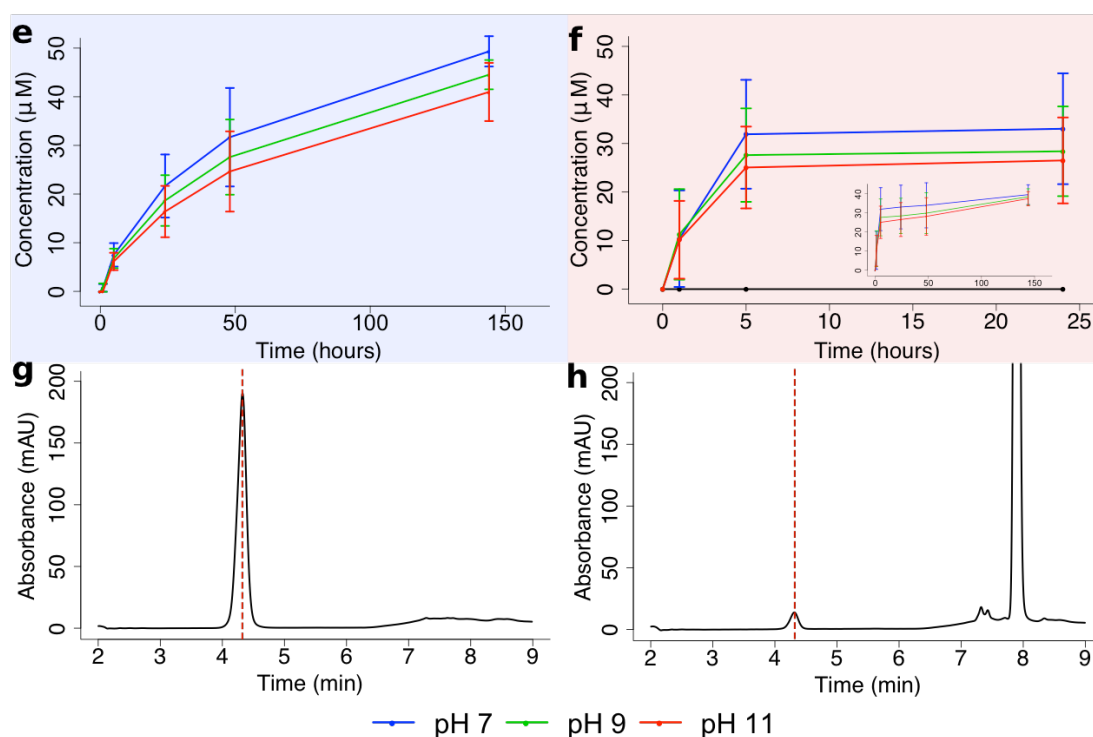 e
50
40
30
20
10
0
Concentration (μ M)
0 50 100 150
Time (hours)
f
50
40
30
20
10
0
Concentration (μ M)
40
30
20
10
0
0 50 100 150
0 5 10 15 20 25
Time (hours)
g
200
150
100
50
0
Absorbance (mAU)
2 3 4 5 6 7 8 9
Time (min)
h
200
150
100
50
0
Absorbance (mAU)
2 3 4 5 6 7 8 9
Time (min)
pH 7 pH 9 pH 11